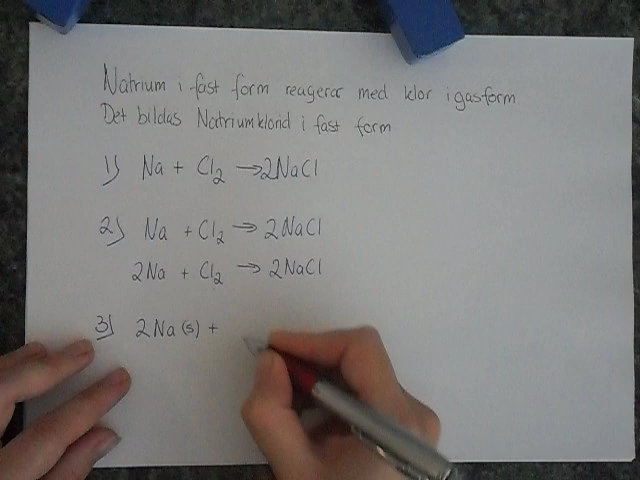 Natrium i fast form reagerar med klor i gasform
Det bildas Natriumklorid i fast form
1) Na + Cl₂ → 2NaCl
2) Na + Cl₂ → 2NaCl
2Na + Cl₂ → 2NaCl
3) 2Na (s) +